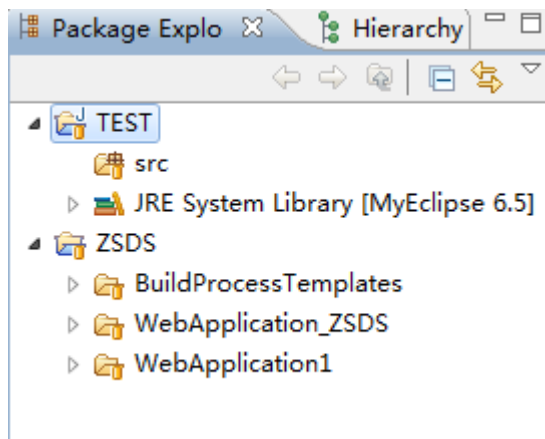 Package Explo Hierarchy
TEST
src
JRE System Library [MyEclipse 6.5]
ZSDS
BuildProcessTemplates
WebApplication_ZSDS
WebApplication1